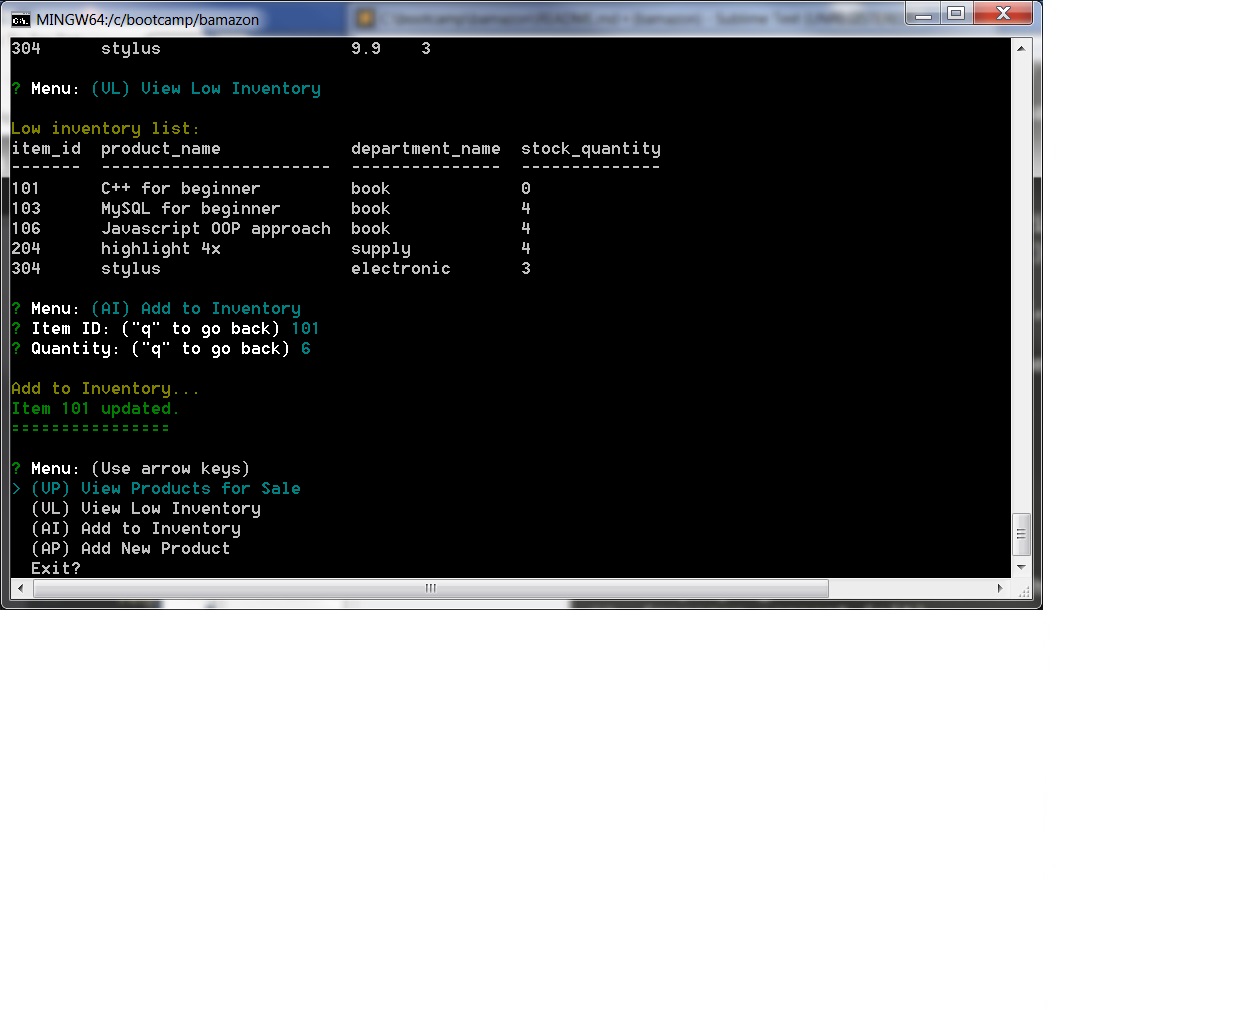 MINGW64:/c/bootcamp/bamazon
304      stylus                   9.9    3
? Menu: (VL) View Low Inventory
Low inventory list:
item_id  product_name             department_name  stock_quantity
-------  -----------------------  ---------------  --------------
101      C++ for beginner         book             0
103      MySQL for beginner       book             4
106      Javascript OOP approach  book             4
204      highlight 4x             supply           4
304      stylus                   electronic       3
? Menu: (AI) Add to Inventory
? Item ID: ("q" to go back) 101
? Quantity: ("q" to go back) 6
Add to Inventory...
Item 101 updated.
================
? Menu: (Use arrow keys)
> (VP) View Products for Sale
  (VL) View Low Inventory
  (AI) Add to Inventory
  (AP) Add New Product
  Exit?